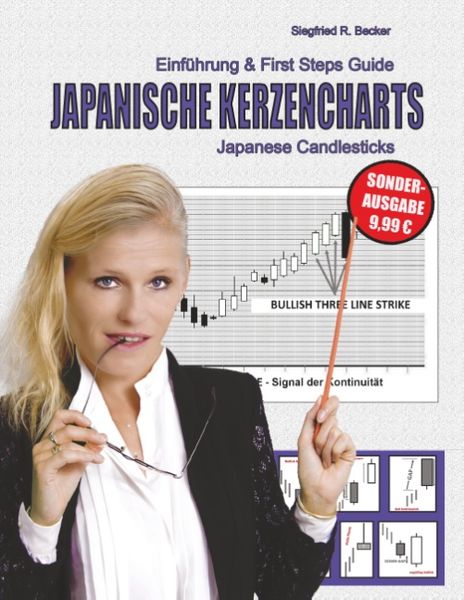 Siegfried R. Becker
Einführung & First Steps Guide
JAPANISCHE KERZENCHARTS
Japanese Candlesticks
SONDER-
AUSGABE
9,99 €
BULLISH THREE LINE STRIKE
E - Signal der Kontinuität
GAP